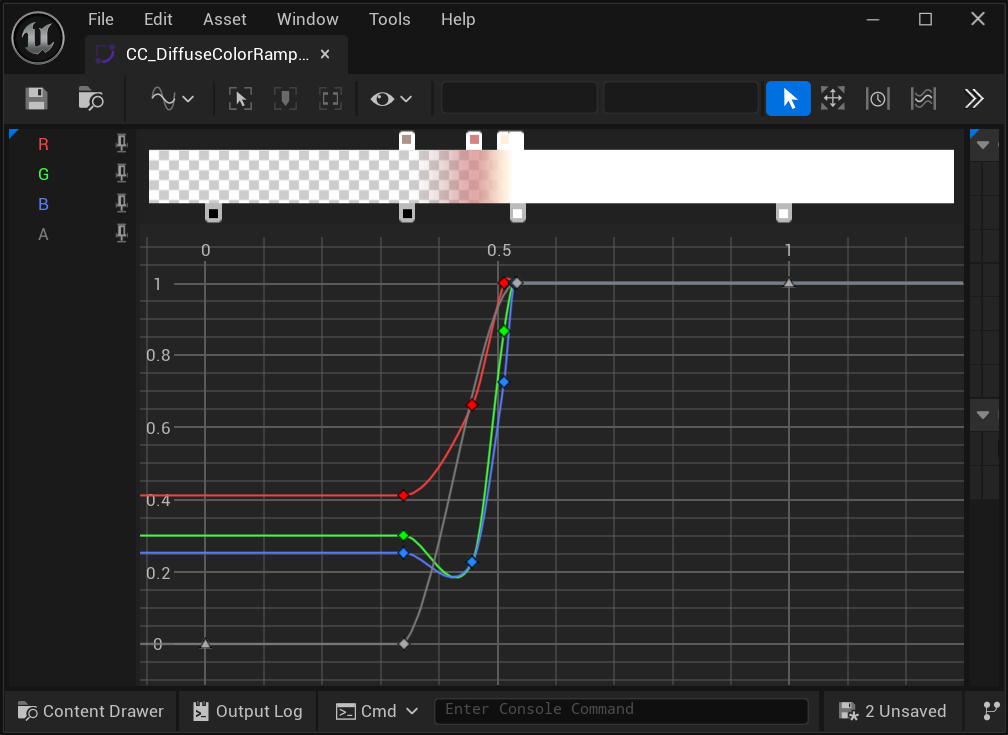 File Edit Asset Window Tools Help
CC_DiffuseColorRamp...
R
G
B
A
0 0.5 1
1
0.8
0.6
0.4
0.2
0
Content Drawer Output Log Cmd Enter Console Command 2 Unsaved